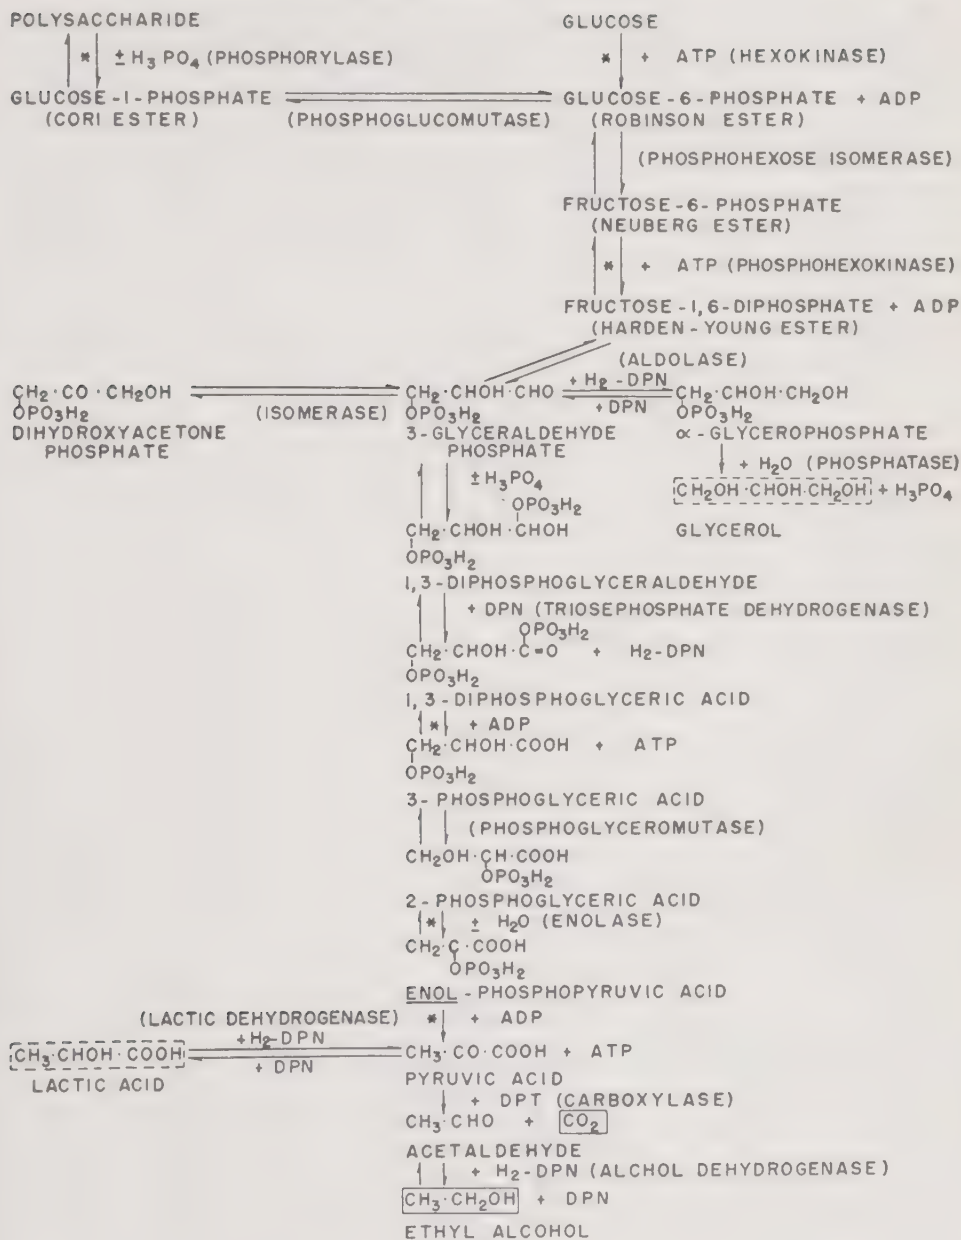 POLYSACCHARIDE
* ± H3PO4 (PHOSPHORYLASE)
GLUCOSE-1-PHOSPHATE
(CORI ESTER)
(PHOSPHOGLUCOMUTASE)
GLUCOSE
* + ATP (HEXOKINASE)
GLUCOSE-6-PHOSPHATE + ADP
(ROBINSON ESTER)
(PHOSPHOHEXOSE ISOMERASE)
FRUCTOSE-6-PHOSPHATE
(NEUBERG ESTER)
* + ATP (PHOSPHOHEXOKINASE)
FRUCTOSE-1,6-DIPHOSPHATE + ADP
(HARDEN-YOUNG ESTER)
(ALDOLASE)
CH2·CO·CH2OH
OPO3H2
DIHYDROXYACETONE
PHOSPHATE
(ISOMERASE)
CH2·CHOH·CHO
OPO3H2
3-GLYCERALDEHYDE
PHOSPHATE
+ H2-DPN
+ DPN
CH2·CHOH·CH2OH
OPO3H2
α-GLYCEROPHOSPHATE
+ H2O (PHOSPHATASE)
CH2OH·CHOH·CH2OH + H3PO4
GLYCEROL
± H3PO4
OPO3H2
CH2·CHOH·CHOH
OPO3H2
1,3-DIPHOSPHOGLYCERALDEHYDE
+ DPN (TRIOSEPHOSPHATE DEHYDROGENASE)
OPO3H2
CH2·CHOH·C=O + H2-DPN
OPO3H2
1,3-DIPHOSPHOGLYCERIC ACID
* + ADP
CH2·CHOH·COOH + ATP
OPO3H2
3-PHOSPHOGLYCERIC ACID
(PHOSPHOGLYCEROMUTASE)
CH2OH·CH·COOH
OPO3H2
2-PHOSPHOGLYCERIC ACID
* ± H2O (ENOLASE)
CH2·C·COOH
OPO3H2
ENOL-PHOSPHOPYRUVIC ACID
* + ADP
(LACTIC DEHYDROGENASE)
+ H2-DPN
+ DPN
CH3·CHOH·COOH
LACTIC ACID
CH3·CO·COOH + ATP
PYRUVIC ACID
+ DPT (CARBOXYLASE)
CH3·CHO + CO2
ACETALDEHYDE
+ H2-DPN (ALCHOL DEHYDROGENASE)
CH3·CH2OH + DPN
ETHYL ALCOHOL